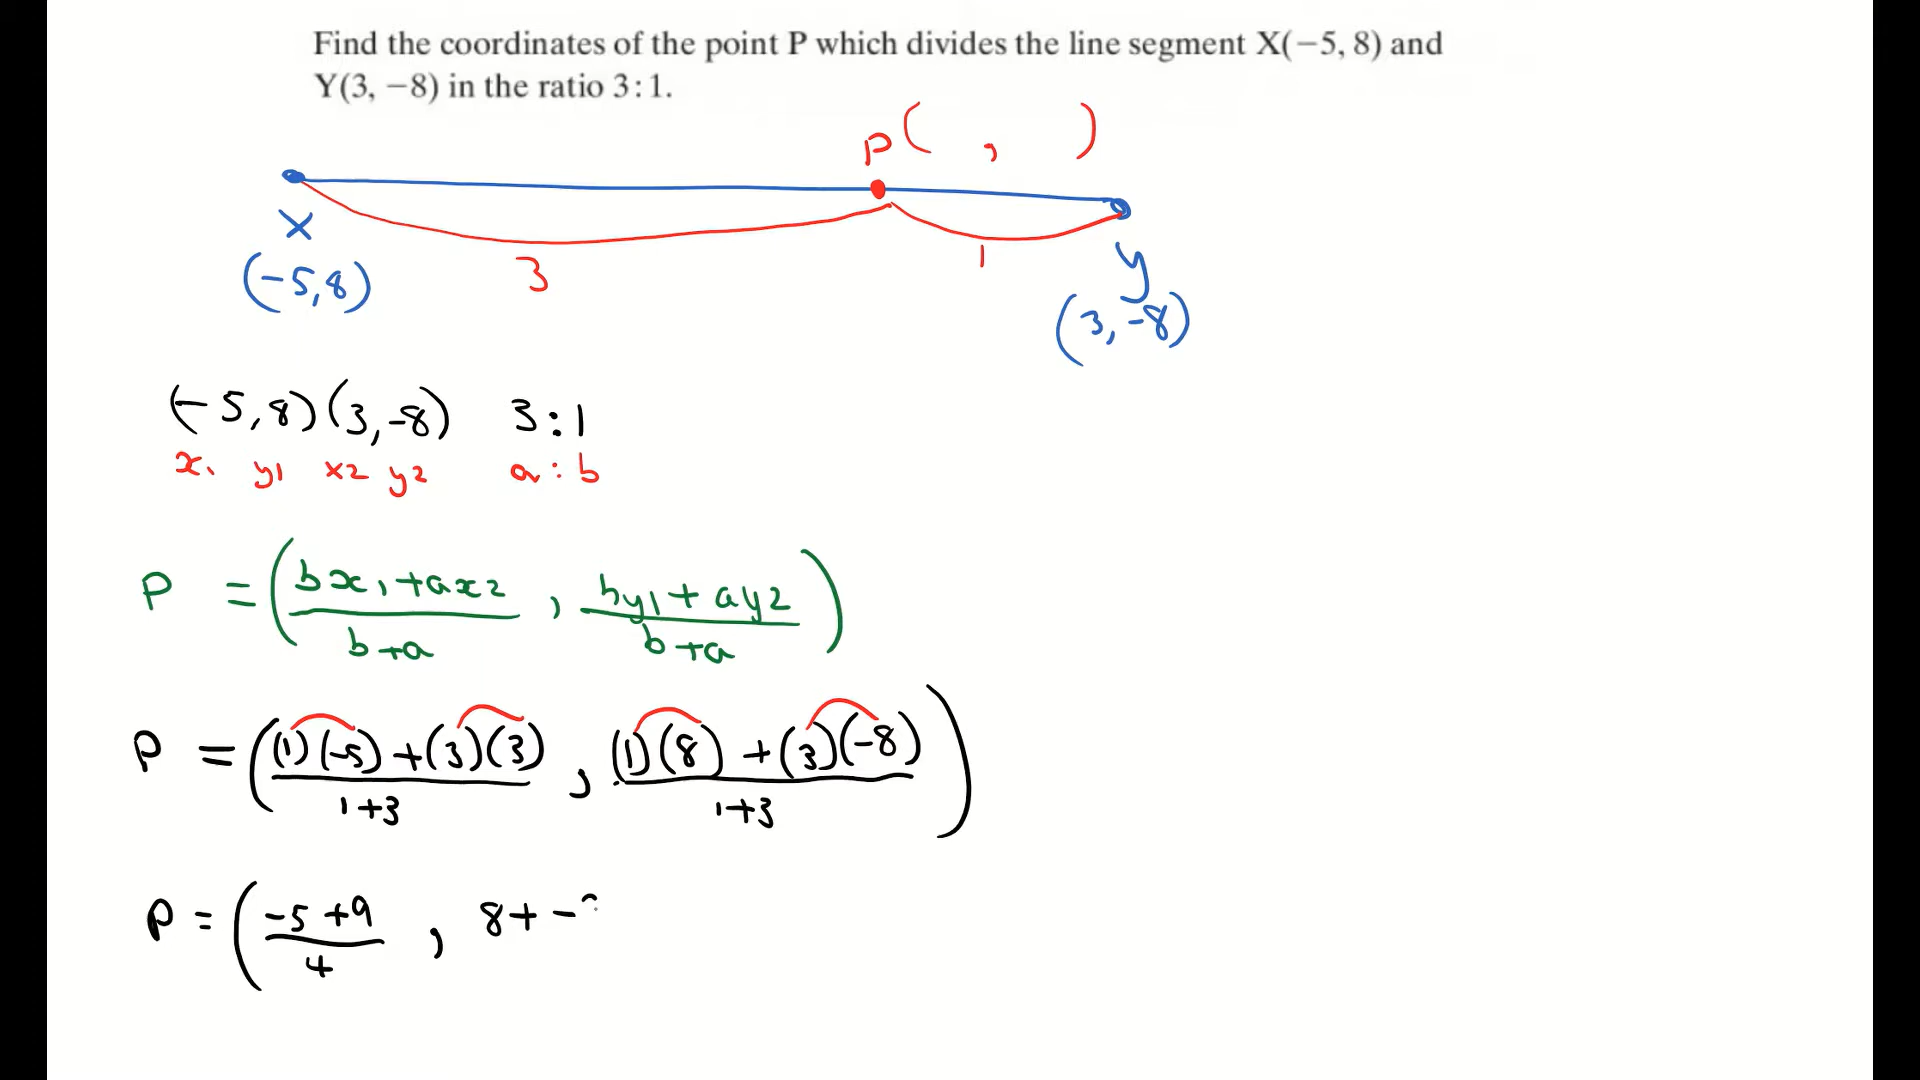 Find the coordinates of the point P which divides the line segment X(−5, 8) and
Y(3, −8) in the ratio 3 : 1.
P ( , )
X
(-5,8)
3
1
y
(3,-8)
(-5,8)(3,-8) 3:1
x1 y1 x2 y2 a:b
P = (bx1+ax2 / b+a , by1+ay2 / b+a)
P = ((1)(-5)+(3)(3) / 1+3 , (1)(8)+(3)(-8) / 1+3)
P = (-5+9 / 4 , 8+-